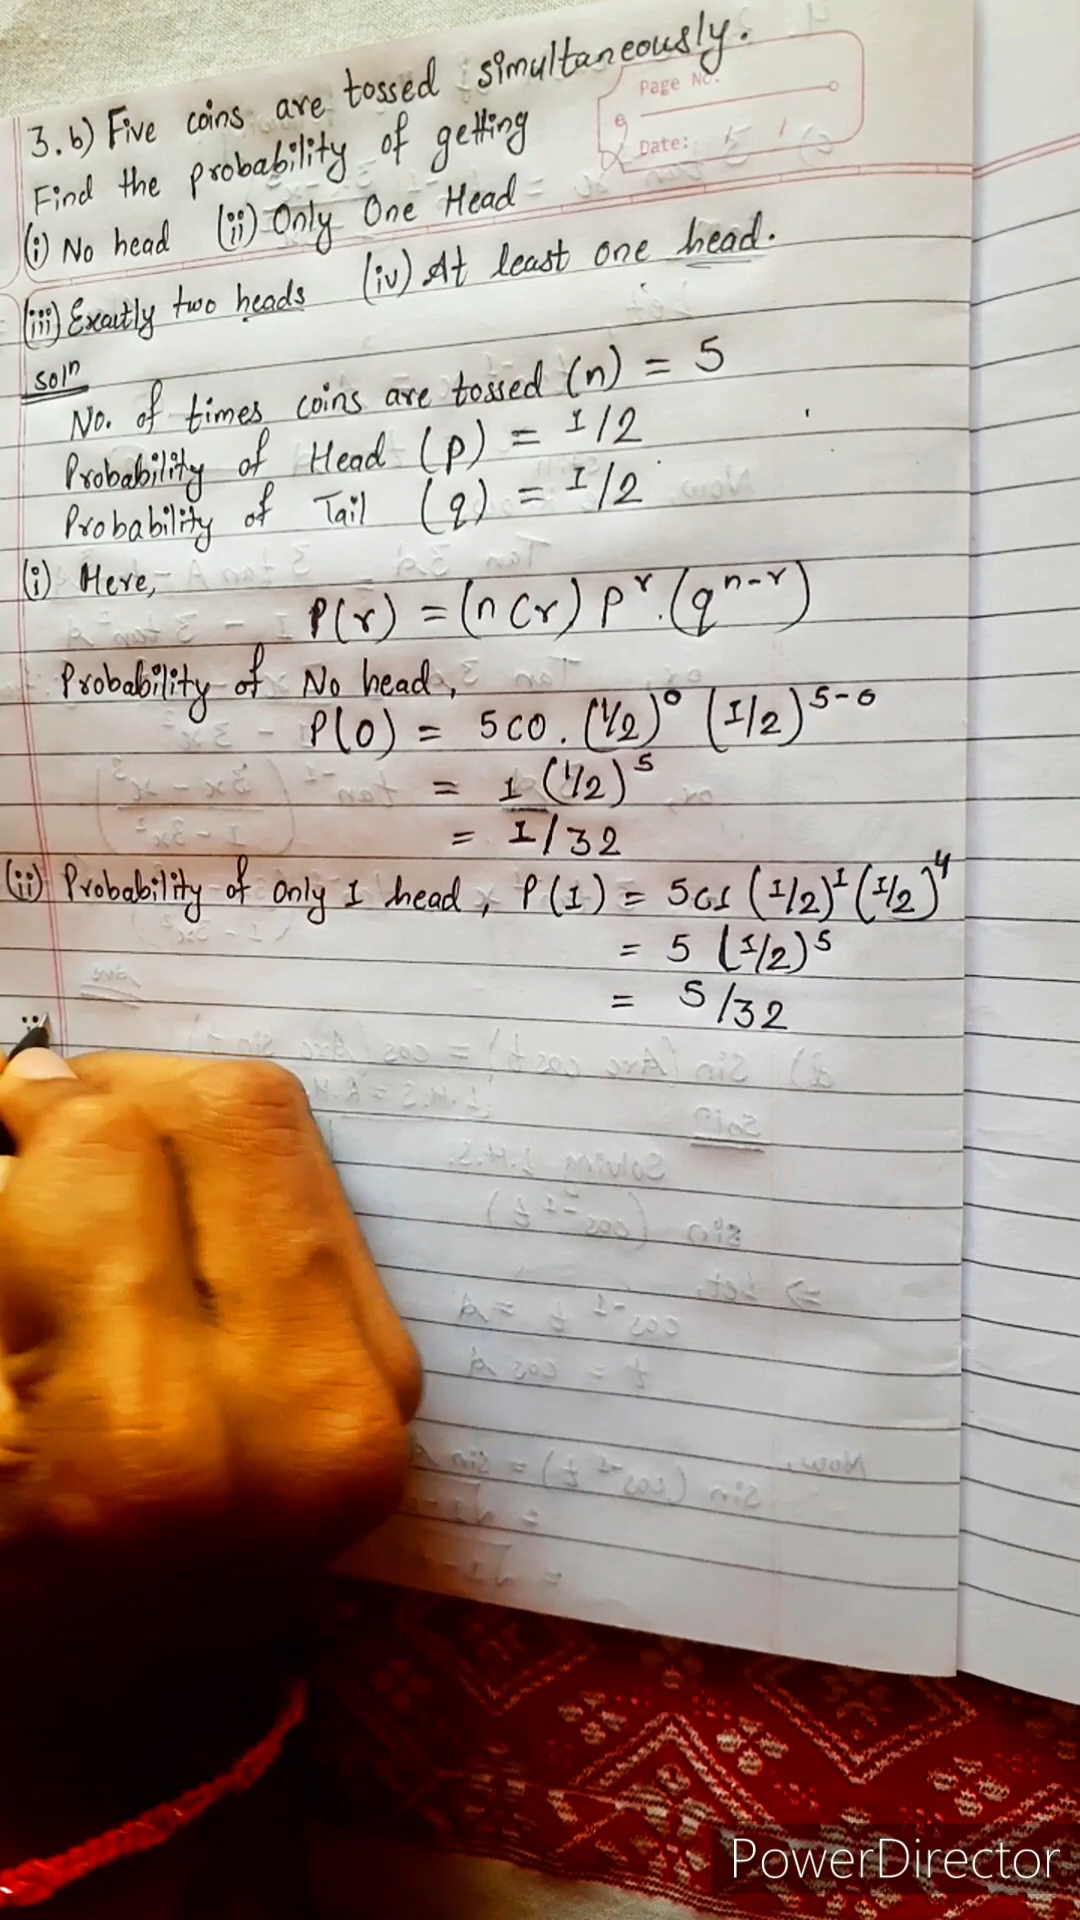 Page No.
Date:
3.b) Five coins are tossed simultaneously.
Find the probability of getting
(i) No head (ii) Only One Head
(iii) Exactly two heads (iv) At least one head.
Soln
No. of times coins are tossed (n) = 5
Probability of Head (p) = 1/2
Probability of Tail (q) = 1/2
(i) Here,
P(r) = (nCr) p^r . (q^n-r)
Probability of No head,
P(0) = 5C0 . (1/2)^0 (1/2)^5-0
= 1 (1/2)^5
= 1/32
(ii) Probability of only 1 head, P(1) = 5C1 (1/2)^1 (1/2)^4
= 5 (1/2)^5
= 5/32
PowerDirector